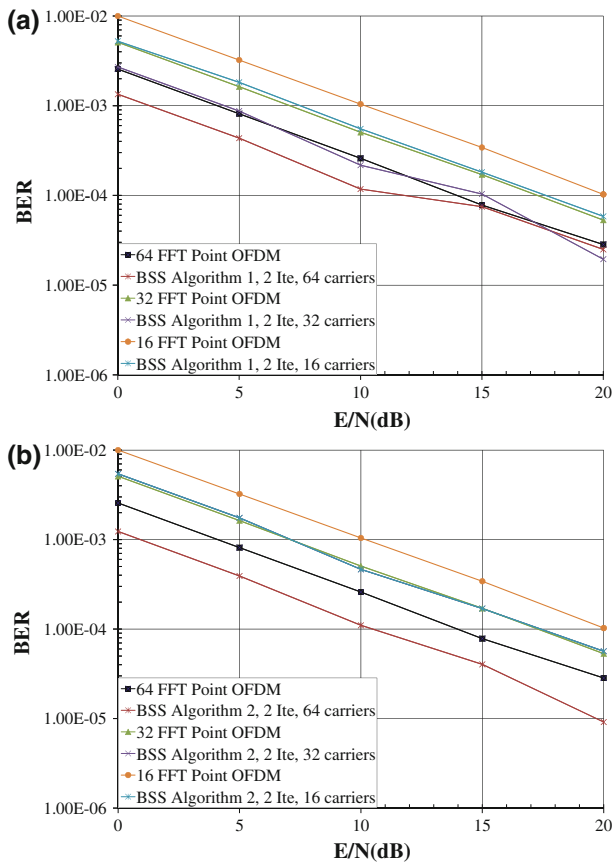 (a)
1.00E-02
1.00E-03
1.00E-04
1.00E-05
1.00E-06
BER
64 FFT Point OFDM
BSS Algorithm 1, 2 Ite, 64 carriers
32 FFT Point OFDM
BSS Algorithm 1, 2 Ite, 32 carriers
16 FFT Point OFDM
BSS Algorithm 1, 2 Ite, 16 carriers
0 5 10 15 20
E/N(dB)
(b)
1.00E-02
1.00E-03
1.00E-04
1.00E-05
1.00E-06
BER
64 FFT Point OFDM
BSS Algorithm 2, 2 Ite, 64 carriers
32 FFT Point OFDM
BSS Algorithm 2, 2 Ite, 32 carriers
16 FFT Point OFDM
BSS Algorithm 2, 2 Ite, 16 carriers
0 5 10 15 20
E/N(dB)